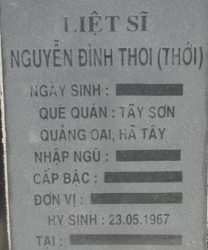 LIỆT SĨ
NGUYỄN ĐÌNH THOI (THỚI)
NGÀY SINH :
QUÊ QUÁN : TÂY SƠN
QUẢNG OAI, HÀ TÂY
NHẬP NGŨ :
CẤP BẬC :
ĐƠN VỊ :
HY SINH : 23.05.1967
TẠI :